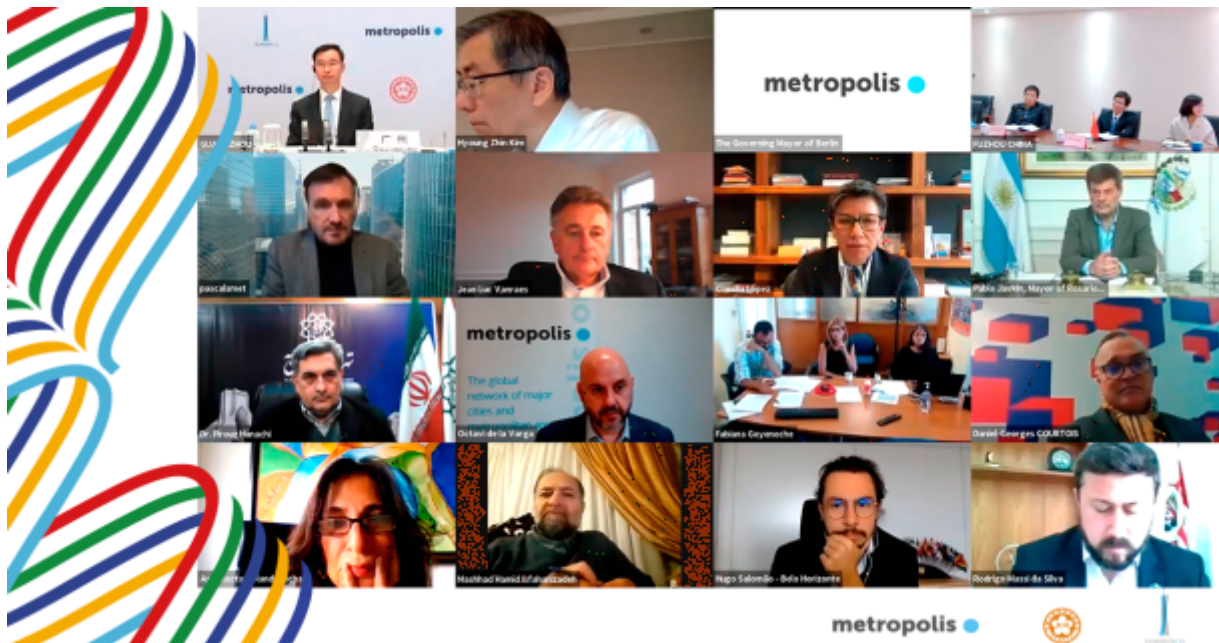 metropolis
metropolis
GUANGZHOU
Hyoung Zhin Kim
metropolis
The Governing Mayor of Berlin
FUZHOU CHINA
pascalsmet
Jean Luc Vanraes
Claudia López
Pablo Javkin, Mayor of Rosario...
Dr. Pirouz Hanachi
metropolis
The global
network of major
cities and
Octavi de la Varga
Fabiana Goyeneche
Daniel-Georges COURTOIS
Mashhad Hamid Isfahanizadeh
Hugo Salomão - Belo Horizonte
Rodrigo Massi da Silva
metropolis